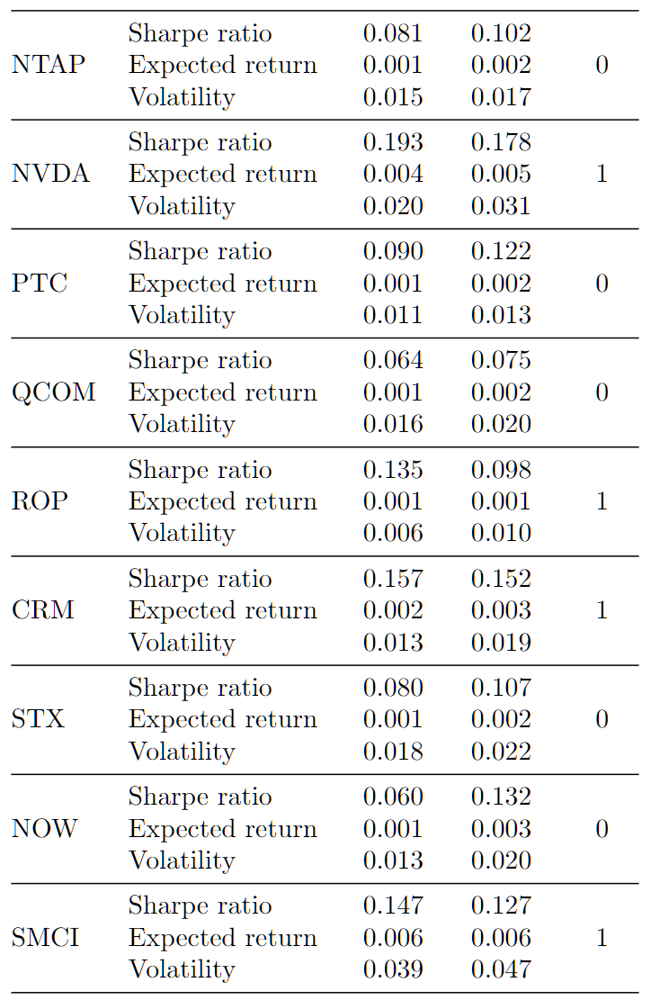 Sharpe ratio 0.081 0.102
NTAP Expected return 0.001 0.002 0
Volatility 0.015 0.017
Sharpe ratio 0.193 0.178
NVDA Expected return 0.004 0.005 1
Volatility 0.020 0.031
Sharpe ratio 0.090 0.122
PTC Expected return 0.001 0.002 0
Volatility 0.011 0.013
Sharpe ratio 0.064 0.075
QCOM Expected return 0.001 0.002 0
Volatility 0.016 0.020
Sharpe ratio 0.135 0.098
ROP Expected return 0.001 0.001 1
Volatility 0.006 0.010
Sharpe ratio 0.157 0.152
CRM Expected return 0.002 0.003 1
Volatility 0.013 0.019
Sharpe ratio 0.080 0.107
STX Expected return 0.001 0.002 0
Volatility 0.018 0.022
Sharpe ratio 0.060 0.132
NOW Expected return 0.001 0.003 0
Volatility 0.013 0.020
Sharpe ratio 0.147 0.127
SMCI Expected return 0.006 0.006 1
Volatility 0.039 0.047